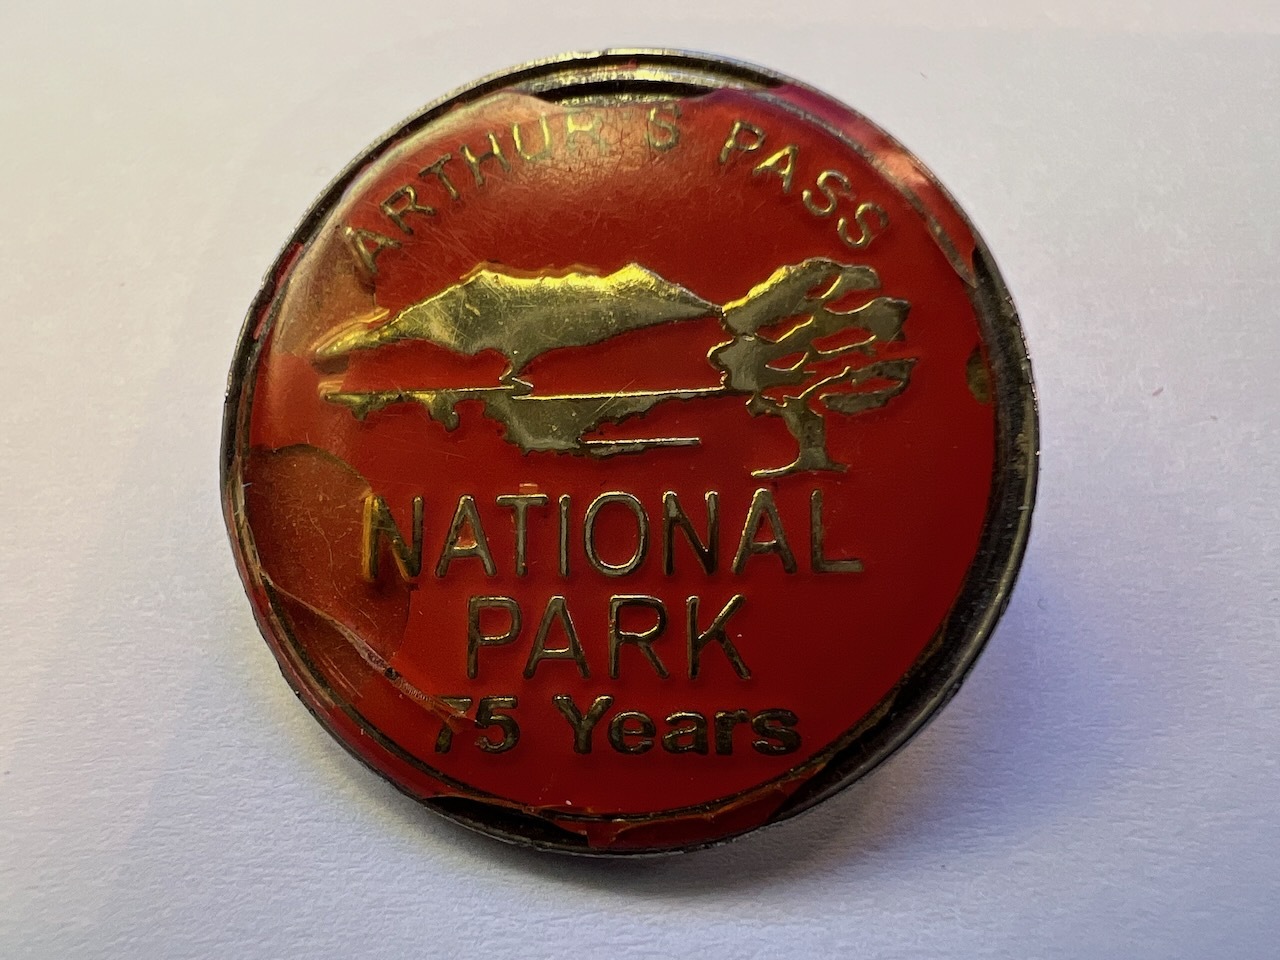 ARTHUR'S PASS
NATIONAL
PARK
75 Years